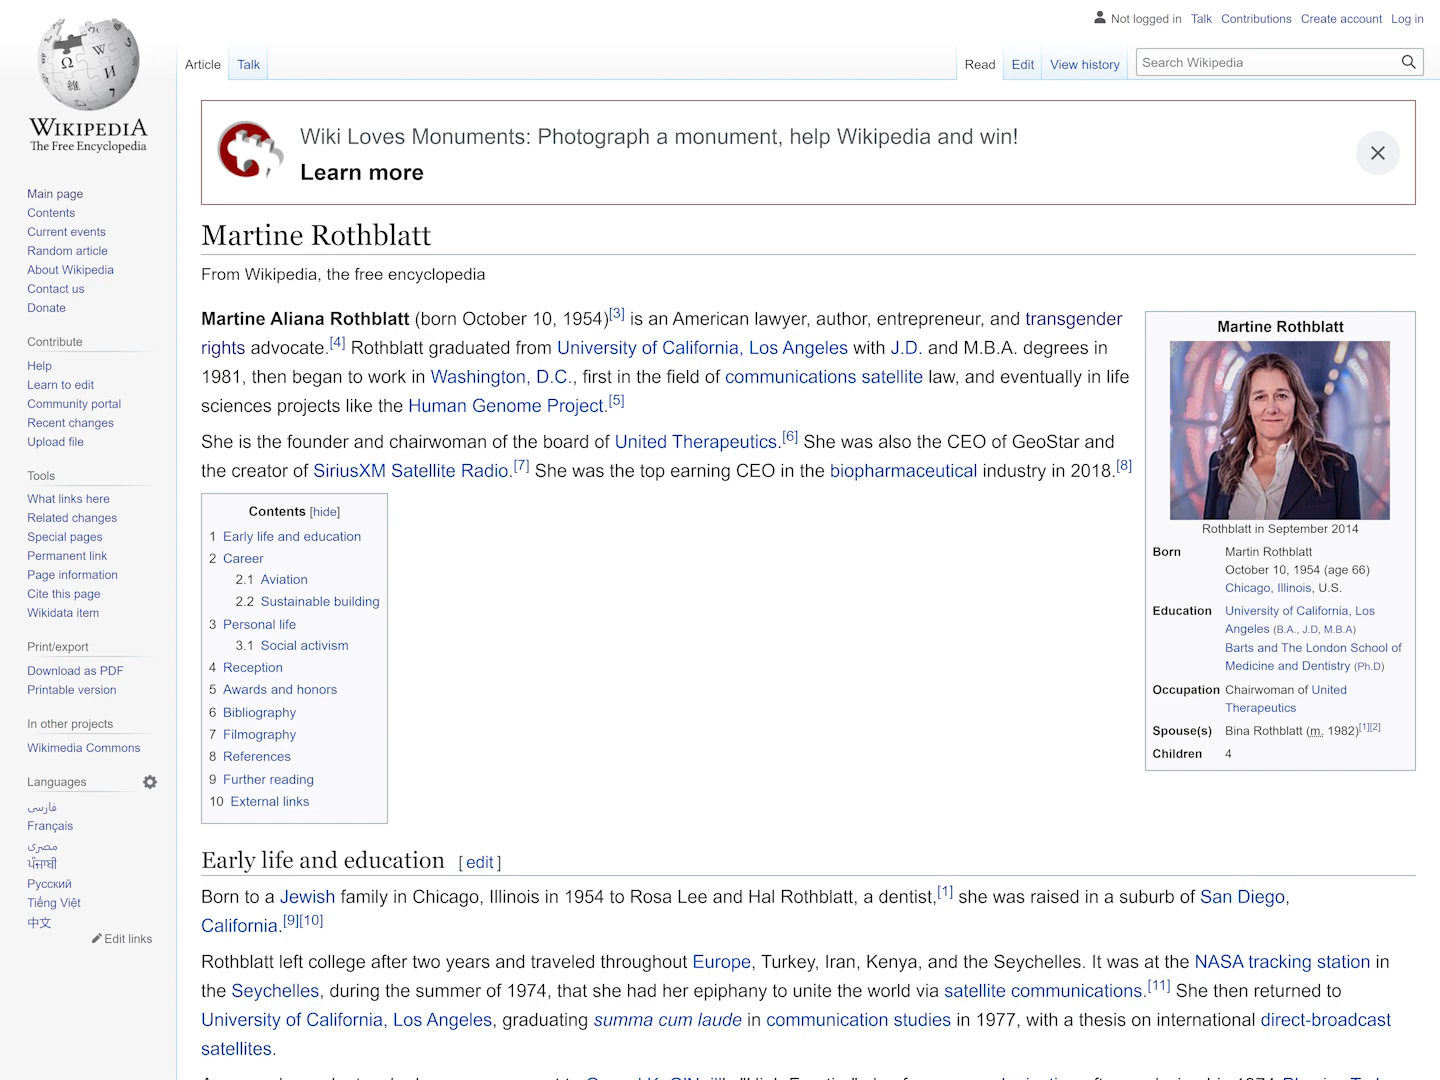 Not logged in Talk Contributions Create account Log in
Article Talk Read Edit View history Search Wikipedia
WIKIPEDIA
The Free Encyclopedia
Main page
Contents
Current events
Random article
About Wikipedia
Contact us
Donate
Contribute
Help
Learn to edit
Community portal
Recent changes
Upload file
Tools
What links here
Related changes
Special pages
Permanent link
Page information
Cite this page
Wikidata item
Print/export
Download as PDF
Printable version
In other projects
Wikimedia Commons
Languages
فارسی
Français
مصرى
ਪੰਜਾਬੀ
Русский
Tiếng Việt
中文
Edit links
Wiki Loves Monuments: Photograph a monument, help Wikipedia and win!
Learn more
Martine Rothblatt
From Wikipedia, the free encyclopedia
Martine Aliana Rothblatt (born October 10, 1954)[3] is an American lawyer, author, entrepreneur, and transgender
rights advocate.[4] Rothblatt graduated from University of California, Los Angeles with J.D. and M.B.A. degrees in
1981, then began to work in Washington, D.C., first in the field of communications satellite law, and eventually in life
sciences projects like the Human Genome Project.[5]
She is the founder and chairwoman of the board of United Therapeutics.[6] She was also the CEO of GeoStar and
the creator of SiriusXM Satellite Radio.[7] She was the top earning CEO in the biopharmaceutical industry in 2018.[8]
Contents [hide]
1 Early life and education
2 Career
2.1 Aviation
2.2 Sustainable building
3 Personal life
3.1 Social activism
4 Reception
5 Awards and honors
6 Bibliography
7 Filmography
8 References
9 Further reading
10 External links
Martine Rothblatt
Rothblatt in September 2014
Born Martin Rothblatt
October 10, 1954 (age 66)
Chicago, Illinois, U.S.
Education University of California, Los
Angeles (B.A., J.D, M.B.A)
Barts and The London School of
Medicine and Dentistry (Ph.D)
Occupation Chairwoman of United
Therapeutics
Spouse(s) Bina Rothblatt (m. 1982)[1][2]
Children 4
Early life and education [ edit ]
Born to a Jewish family in Chicago, Illinois in 1954 to Rosa Lee and Hal Rothblatt, a dentist,[1] she was raised in a suburb of San Diego,
California.[9][10]
Rothblatt left college after two years and traveled throughout Europe, Turkey, Iran, Kenya, and the Seychelles. It was at the NASA tracking station in
the Seychelles, during the summer of 1974, that she had her epiphany to unite the world via satellite communications.[11] She then returned to
University of California, Los Angeles, graduating summa cum laude in communication studies in 1977, with a thesis on international direct-broadcast
satellites.